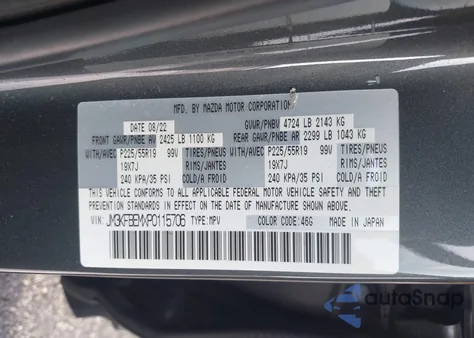 MFD. BY MAZDA MOTOR CORPORATION
DATE 08/22 GVWR/PNBV 4724 LB 2143 KG
FRONT GAWR/PNBE AV 2425 LB 1100 KG REAR GAWR/PNBE AR 2299 LB 1043 KG
WITH/AVEC P225/55R19 99V TIRES/PNEUS WITH/AVEC P225/55R19 99V TIRES/PNEUS
19X7J RIMS/JANTES 19X7J RIMS/JANTES
240 KPA/35 PSI COLD/A FROID 240 KPA/35 PSI COLD/A FROID
THIS VEHICLE CONFORMS TO ALL APPLICABLE FEDERAL MOTOR VEHICLE SAFETY AND THEFT PREVENTION
STANDARDS IN EFFECT ON THE DATE OF MANUFACTURE SHOWN ABOVE.
VIN: JM3KFBEMXP0115706 TYPE: MPV COLOR CODE: 46G MADE IN JAPAN
autoSnap